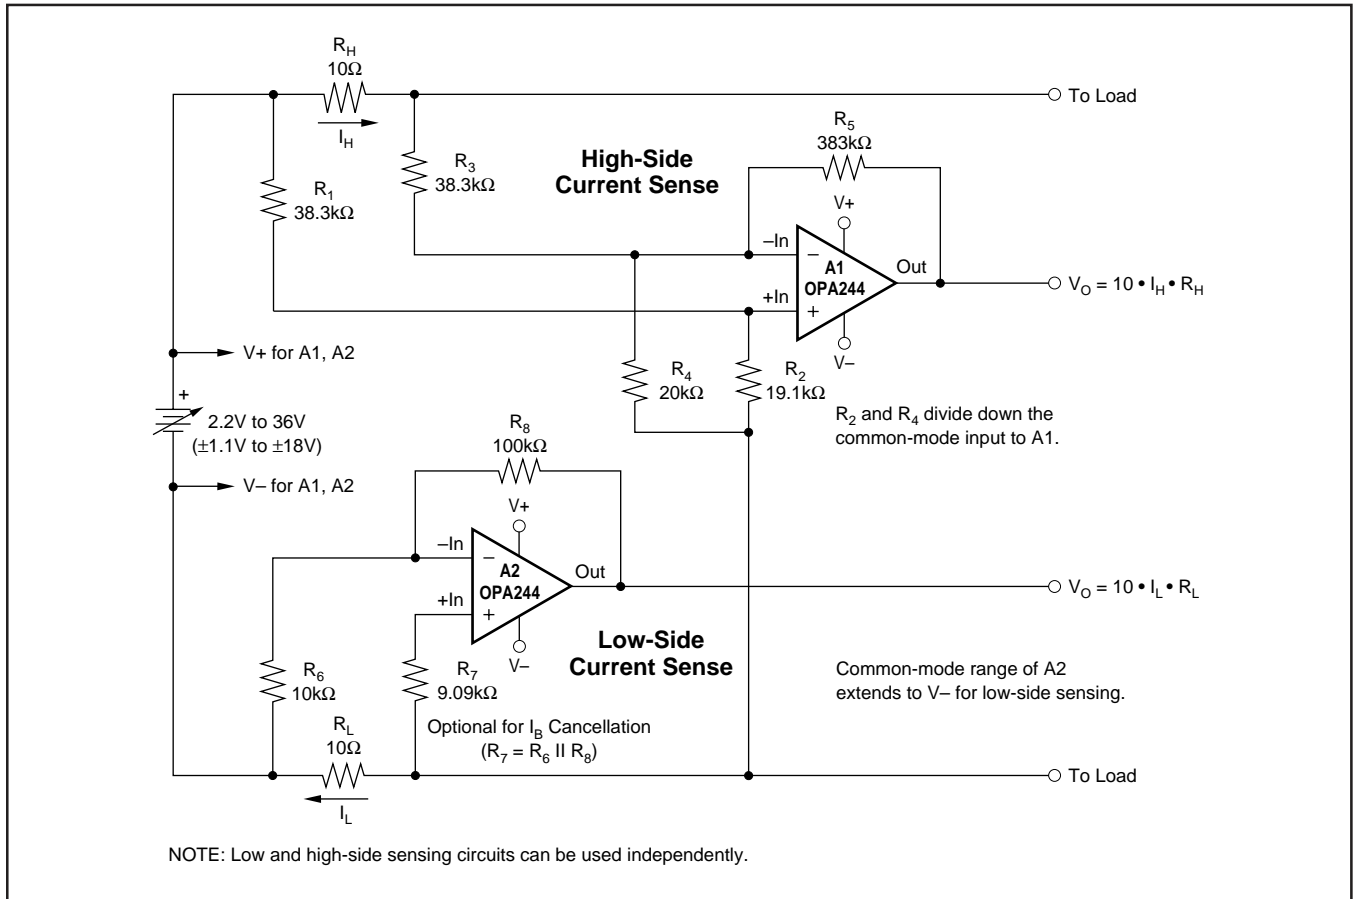 R_H
10Ω
I_H
To Load
R_5
383kΩ
High-Side
Current Sense
R_3
38.3kΩ
R_1
38.3kΩ
V+
–In
−
A1
OPA244
Out
+In
+
V–
V_O = 10 • I_H • R_H
V+ for A1, A2
+
2.2V to 36V
(±1.1V to ±18V)
V– for A1, A2
R_4
20kΩ
R_2
19.1kΩ
R_2 and R_4 divide down the
common-mode input to A1.
R_8
100kΩ
V+
–In
−
A2
OPA244
Out
+In
+
V–
V_O = 10 • I_L • R_L
Low-Side
Current Sense
R_6
10kΩ
R_7
9.09kΩ
Common-mode range of A2
extends to V– for low-side sensing.
Optional for I_B Cancellation
(R_7 = R_6 II R_8)
R_L
10Ω
I_L
To Load
NOTE: Low and high-side sensing circuits can be used independently.